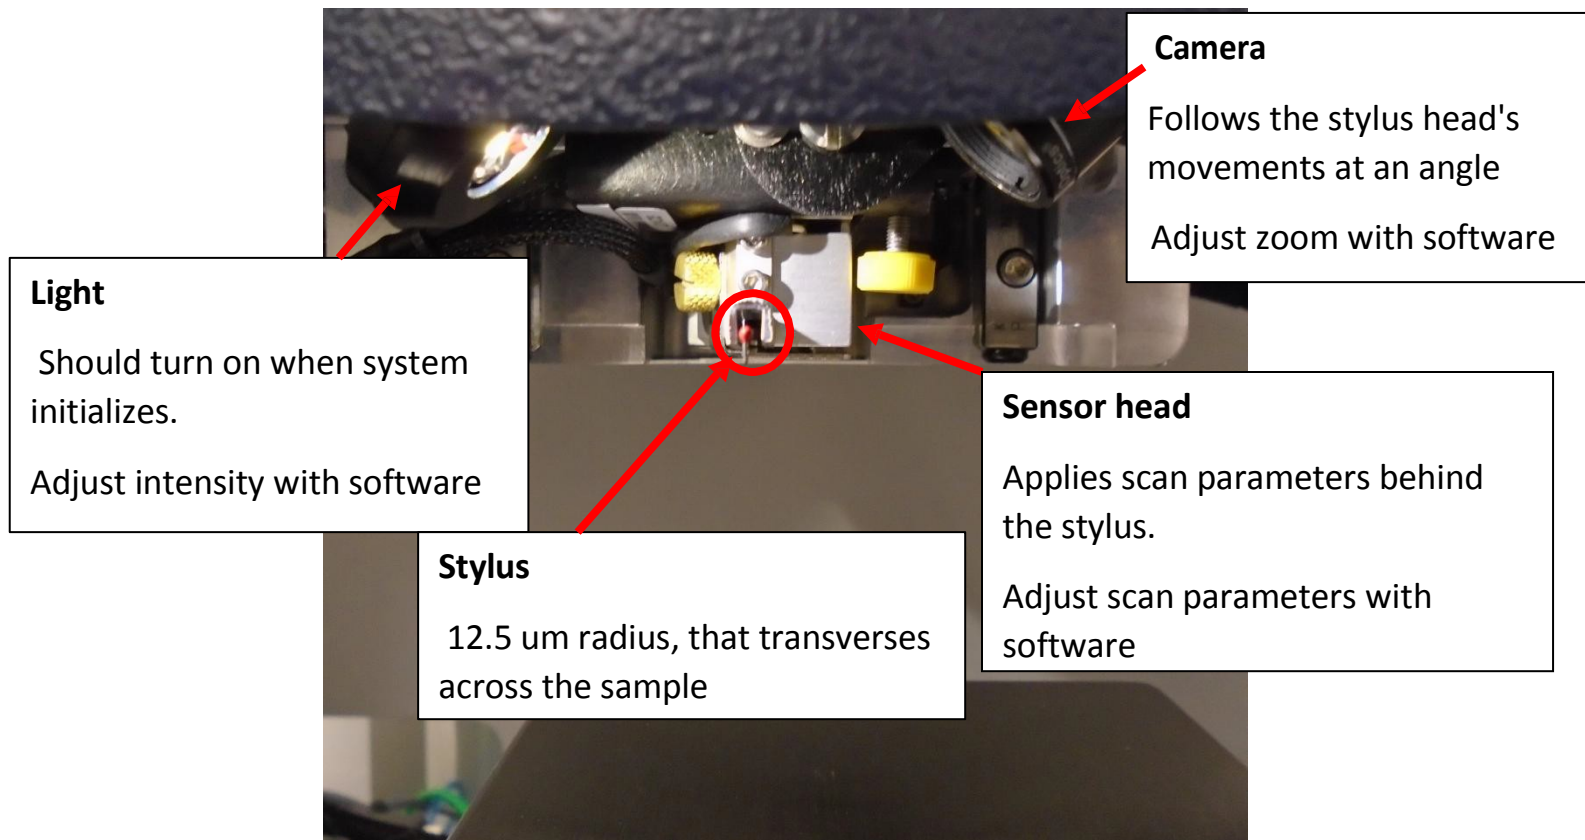 Camera
Follows the stylus head's
movements at an angle
Adjust zoom with software
Light
Should turn on when system
initializes.
Adjust intensity with software
Sensor head
Applies scan parameters behind
the stylus.
Adjust scan parameters with
software
Stylus
12.5 um radius, that transverses
across the sample